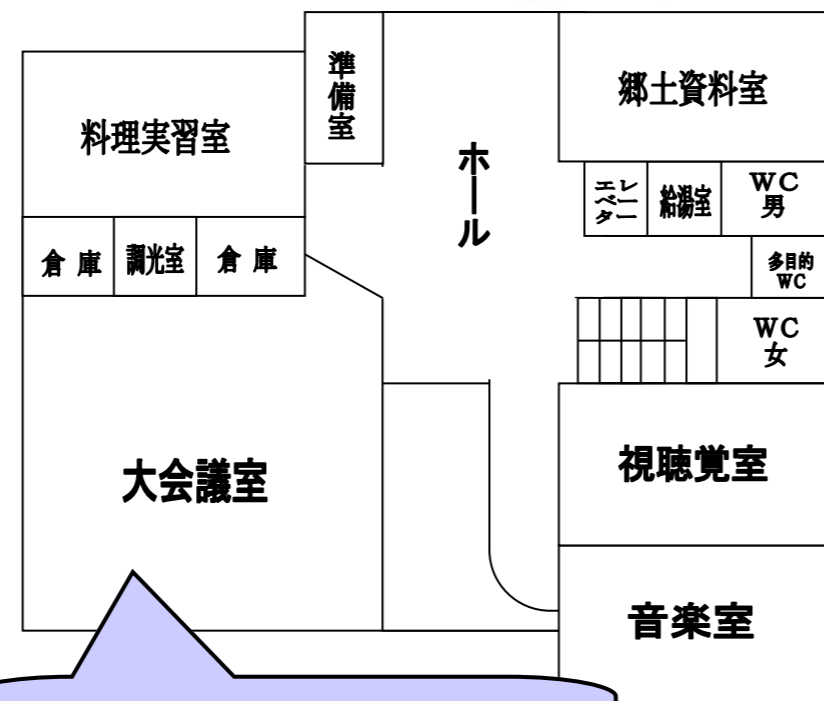 準備室
郷土資料室
料理実習室
ホール
エレベーター
給湯室
WC
男
倉庫
調光室
倉庫
多目的
WC
WC
女
大会議室
視聴覚室
音楽室